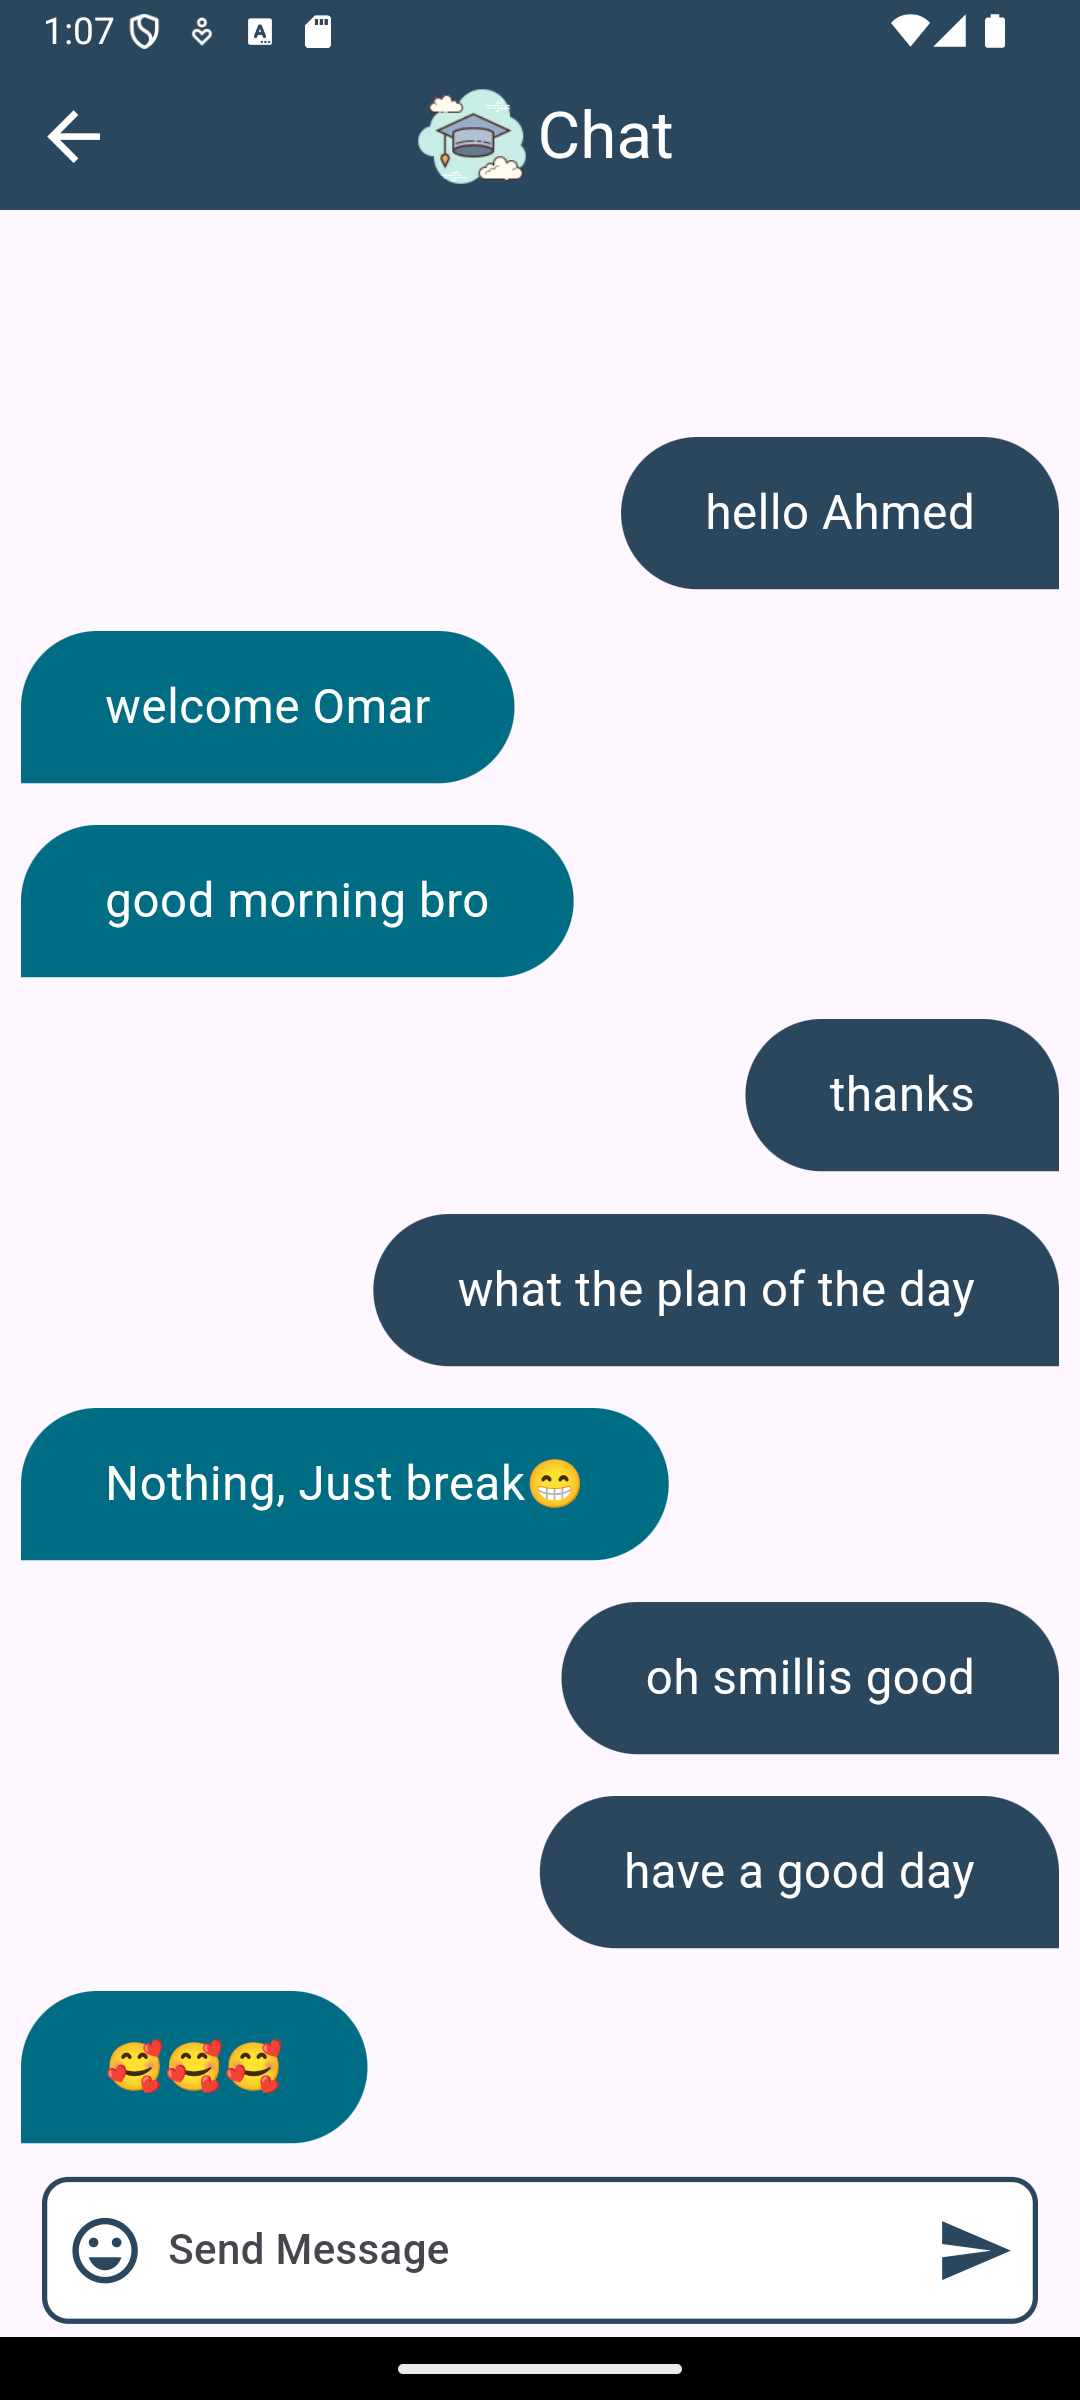 1:07
Chat
hello Ahmed
welcome Omar
good morning bro
thanks
what the plan of the day
Nothing, Just break😁
oh smillis good
have a good day
🥰🥰🥰
Send Message